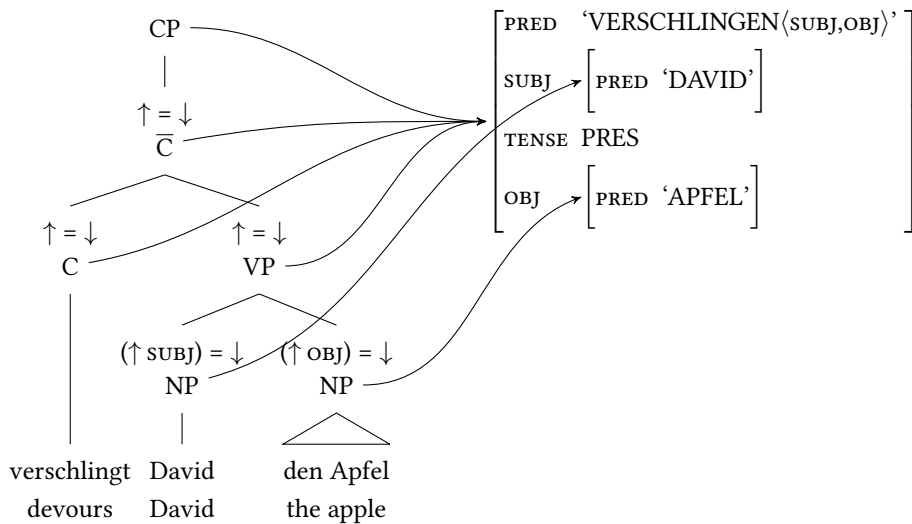 CP
↑ = ↓
C̅
↑ = ↓ ↑ = ↓
C VP
(↑ SUBJ) = ↓ (↑ OBJ) = ↓
NP NP
verschlingt David den Apfel
devours David the apple
PRED ‘VERSCHLINGEN⟨SUBJ,OBJ⟩’
SUBJ [PRED ‘DAVID’]
TENSE PRES
OBJ [PRED ‘APFEL’]